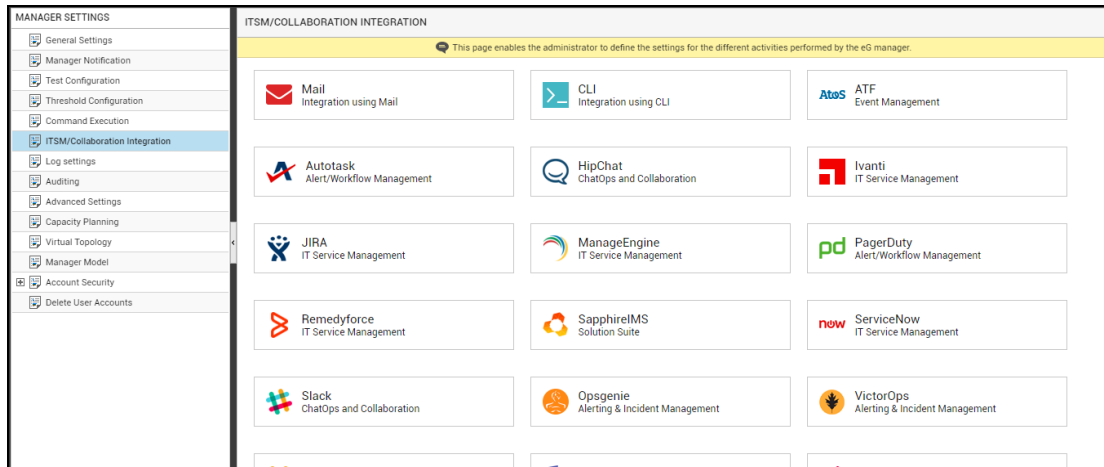 MANAGER SETTINGS
General Settings
Manager Notification
Test Configuration
Threshold Configuration
Command Execution
ITSM/Collaboration Integration
Log settings
Auditing
Advanced Settings
Capacity Planning
Virtual Topology
Manager Model
Account Security
Delete User Accounts
ITSM/COLLABORATION INTEGRATION
This page enables the administrator to define the settings for the different activities performed by the eG manager.
Mail
Integration using Mail
CLI
Integration using CLI
Atos
ATF
Event Management
Autotask
Alert/Workflow Management
HipChat
ChatOps and Collaboration
Ivanti
IT Service Management
JIRA
IT Service Management
ManageEngine
IT Service Management
pd
PagerDuty
Alert/Workflow Management
Remedyforce
IT Service Management
SapphireIMS
Solution Suite
now
ServiceNow
IT Service Management
Slack
ChatOps and Collaboration
Opsgenie
Alerting & Incident Management
VictorOps
Alerting & Incident Management